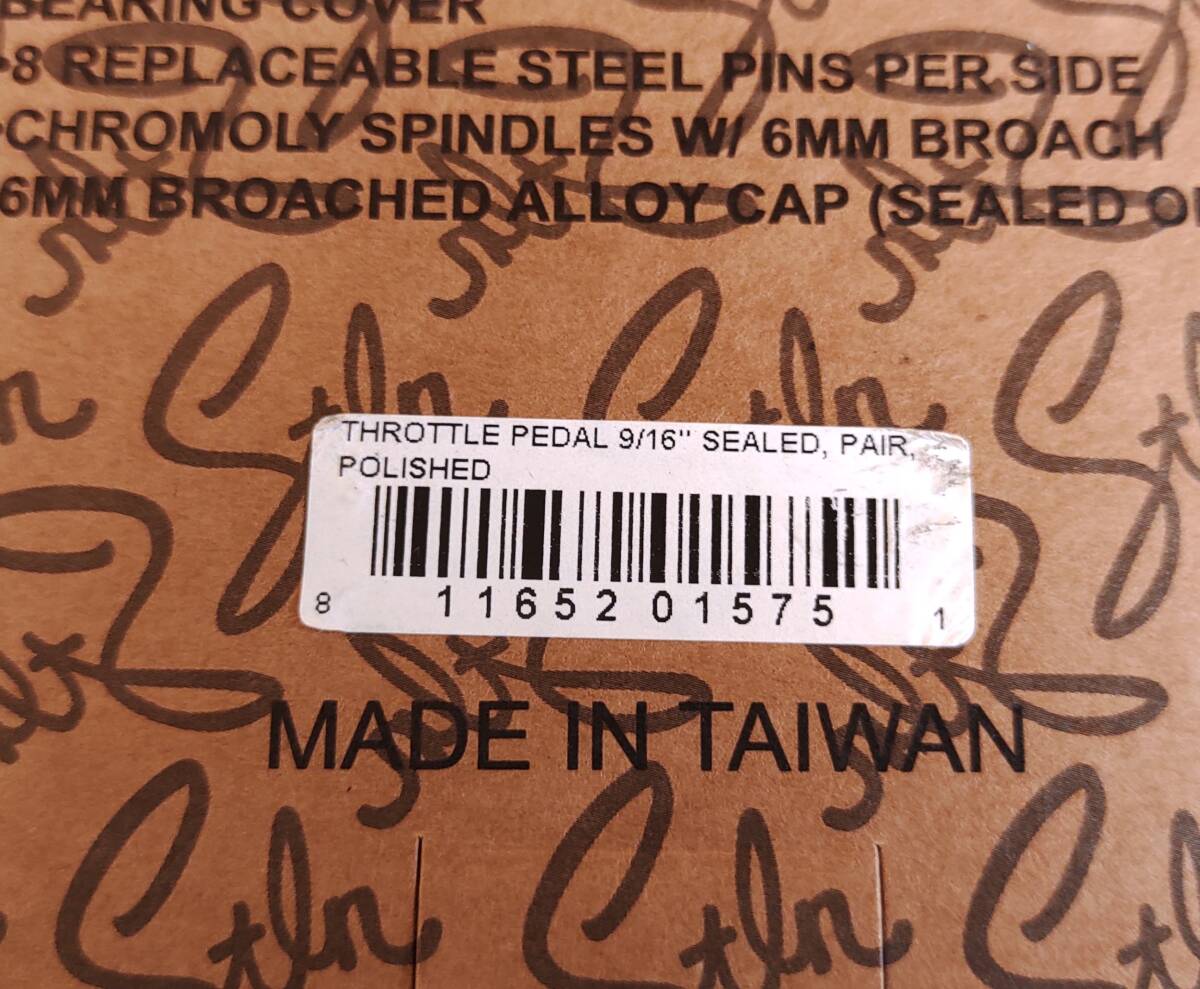 BEARING COVER
•8 REPLACEABLE STEEL PINS PER SIDE
•CHROMOLY SPINDLES W/ 6MM BROACH
6MM BROACHED ALLOY CAP (SEALED O
THROTTLE PEDAL 9/16" SEALED, PAIR,
POLISHED
8 11652 01575 1
MADE IN TAIWAN